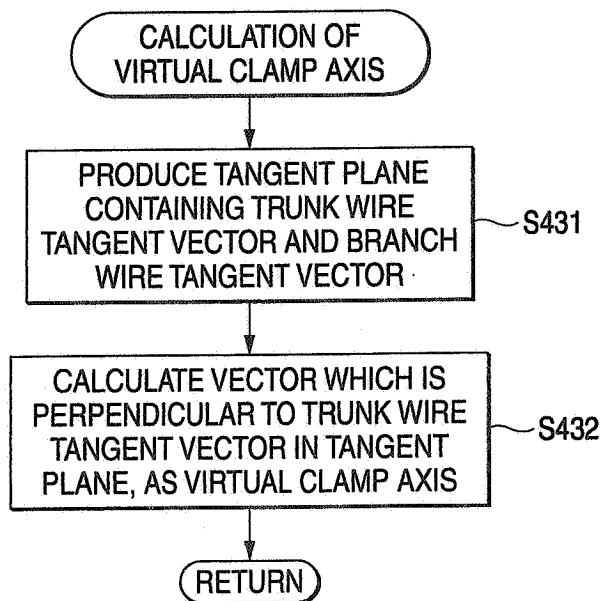 CALCULATION OF
VIRTUAL CLAMP AXIS
PRODUCE TANGENT PLANE
CONTAINING TRUNK WIRE
TANGENT VECTOR AND BRANCH
WIRE TANGENT VECTOR
S431
CALCULATE VECTOR WHICH IS
PERPENDICULAR TO TRUNK WIRE
TANGENT VECTOR IN TANGENT
PLANE, AS VIRTUAL CLAMP AXIS
S432
RETURN